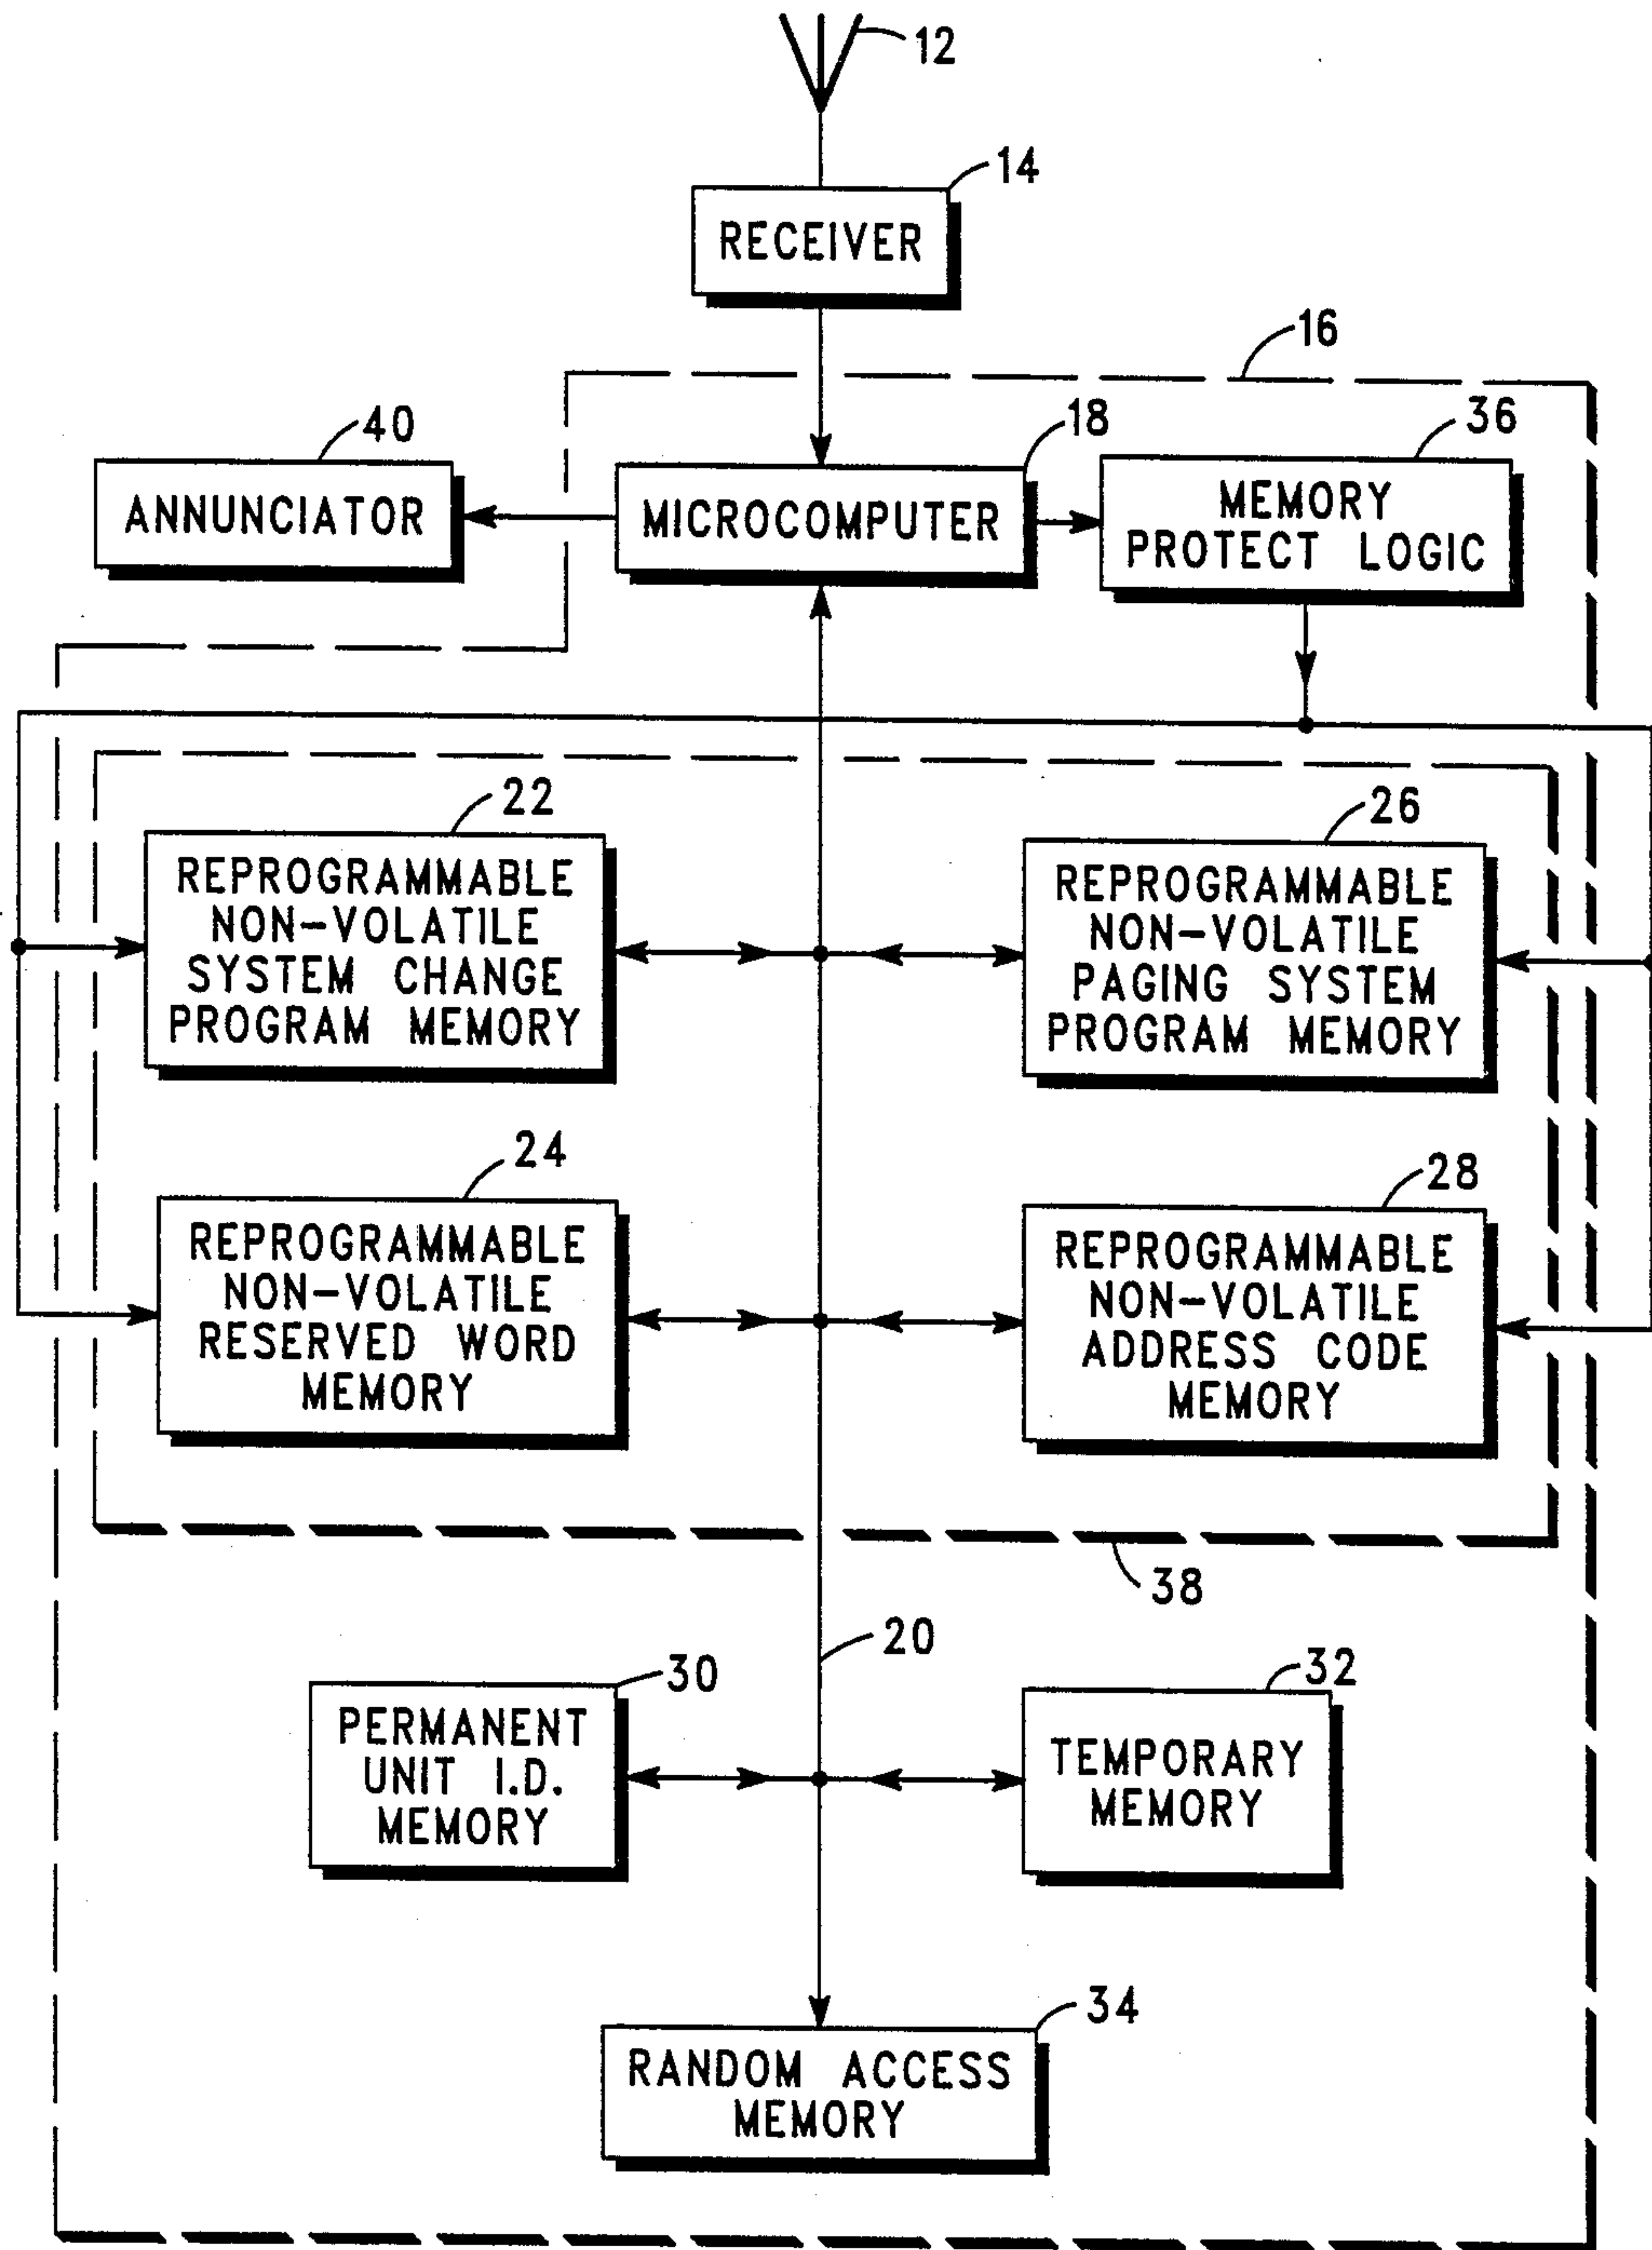 12
14
RECEIVER
16
40
18
36
ANNUNCIATOR
MICROCOMPUTER
MEMORY
PROTECT LOGIC
22
REPROGRAMMABLE
NON-VOLATILE
SYSTEM CHANGE
PROGRAM MEMORY
26
REPROGRAMMABLE
NON-VOLATILE
PAGING SYSTEM
PROGRAM MEMORY
24
REPROGRAMMABLE
NON-VOLATILE
RESERVED WORD
MEMORY
28
REPROGRAMMABLE
NON-VOLATILE
ADDRESS CODE
MEMORY
38
20
30
PERMANENT
UNIT I.D.
MEMORY
32
TEMPORARY
MEMORY
34
RANDOM ACCESS
MEMORY